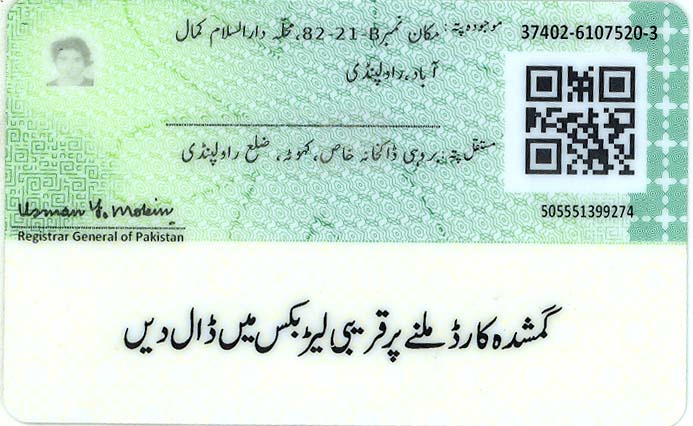 موجودہ پتہ: مکان نمبر 82-21-B، محلہ دارالسلام کمال
37402-6107520-3
آباد، راولپنڈی
مستقل پتہ: بروہی ڈاکخانہ خاص، کہوٹہ، ضلع راولپنڈی
505551399274
Usman Y. Mobin
Registrar General of Pakistan
گمشدہ کارڈ ملنے پر قریبی لیٹر بکس میں ڈال دیں